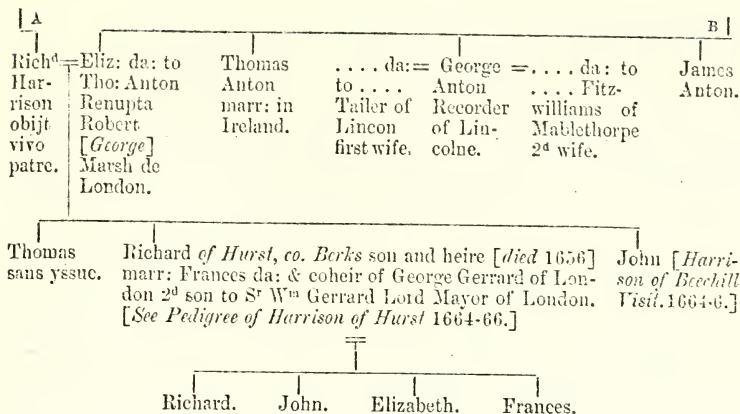 A
B
Richd = Eliz: da: to
Har-
rison
obijt
vivo
patre.
Tho: Anton
Renupta
Robert
[George]
Marsh de
London.
Thomas
Anton
marr: in
Ireland.
.... da: = George = .... da: to
to ....
Tailer of
Lincon
first wife.
Anton
Recorder
of Lin-
colne.
.... Fitz-
williams of
Mablethorpe
2d wife.
James
Anton.
Thomas
sans yssue.
Richard of Hurst, co. Berks son and heire [died 1656]
marr: Frances da: & coheir of George Gerrard of Lon-
don 2d son to Sr Wm Gerrard Lord Mayor of London.
[See Pedigree of Harrison of Hurst 1664-66.]
John [Harri-
son of Beerhill
Visit. 1664-6.]
Richard. John. Elizabeth. Frances.